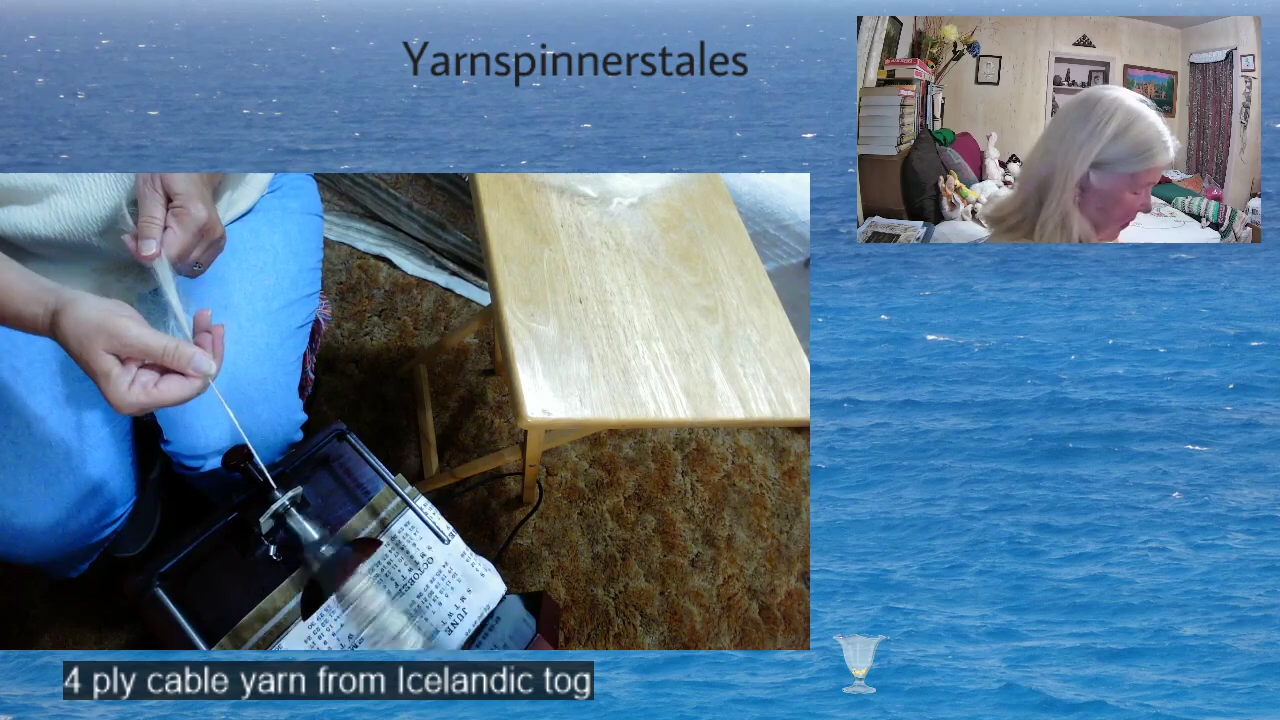 Yarnspinnerstales
OCTOBER
JUNE
4 ply cable yarn from Icelandic tog